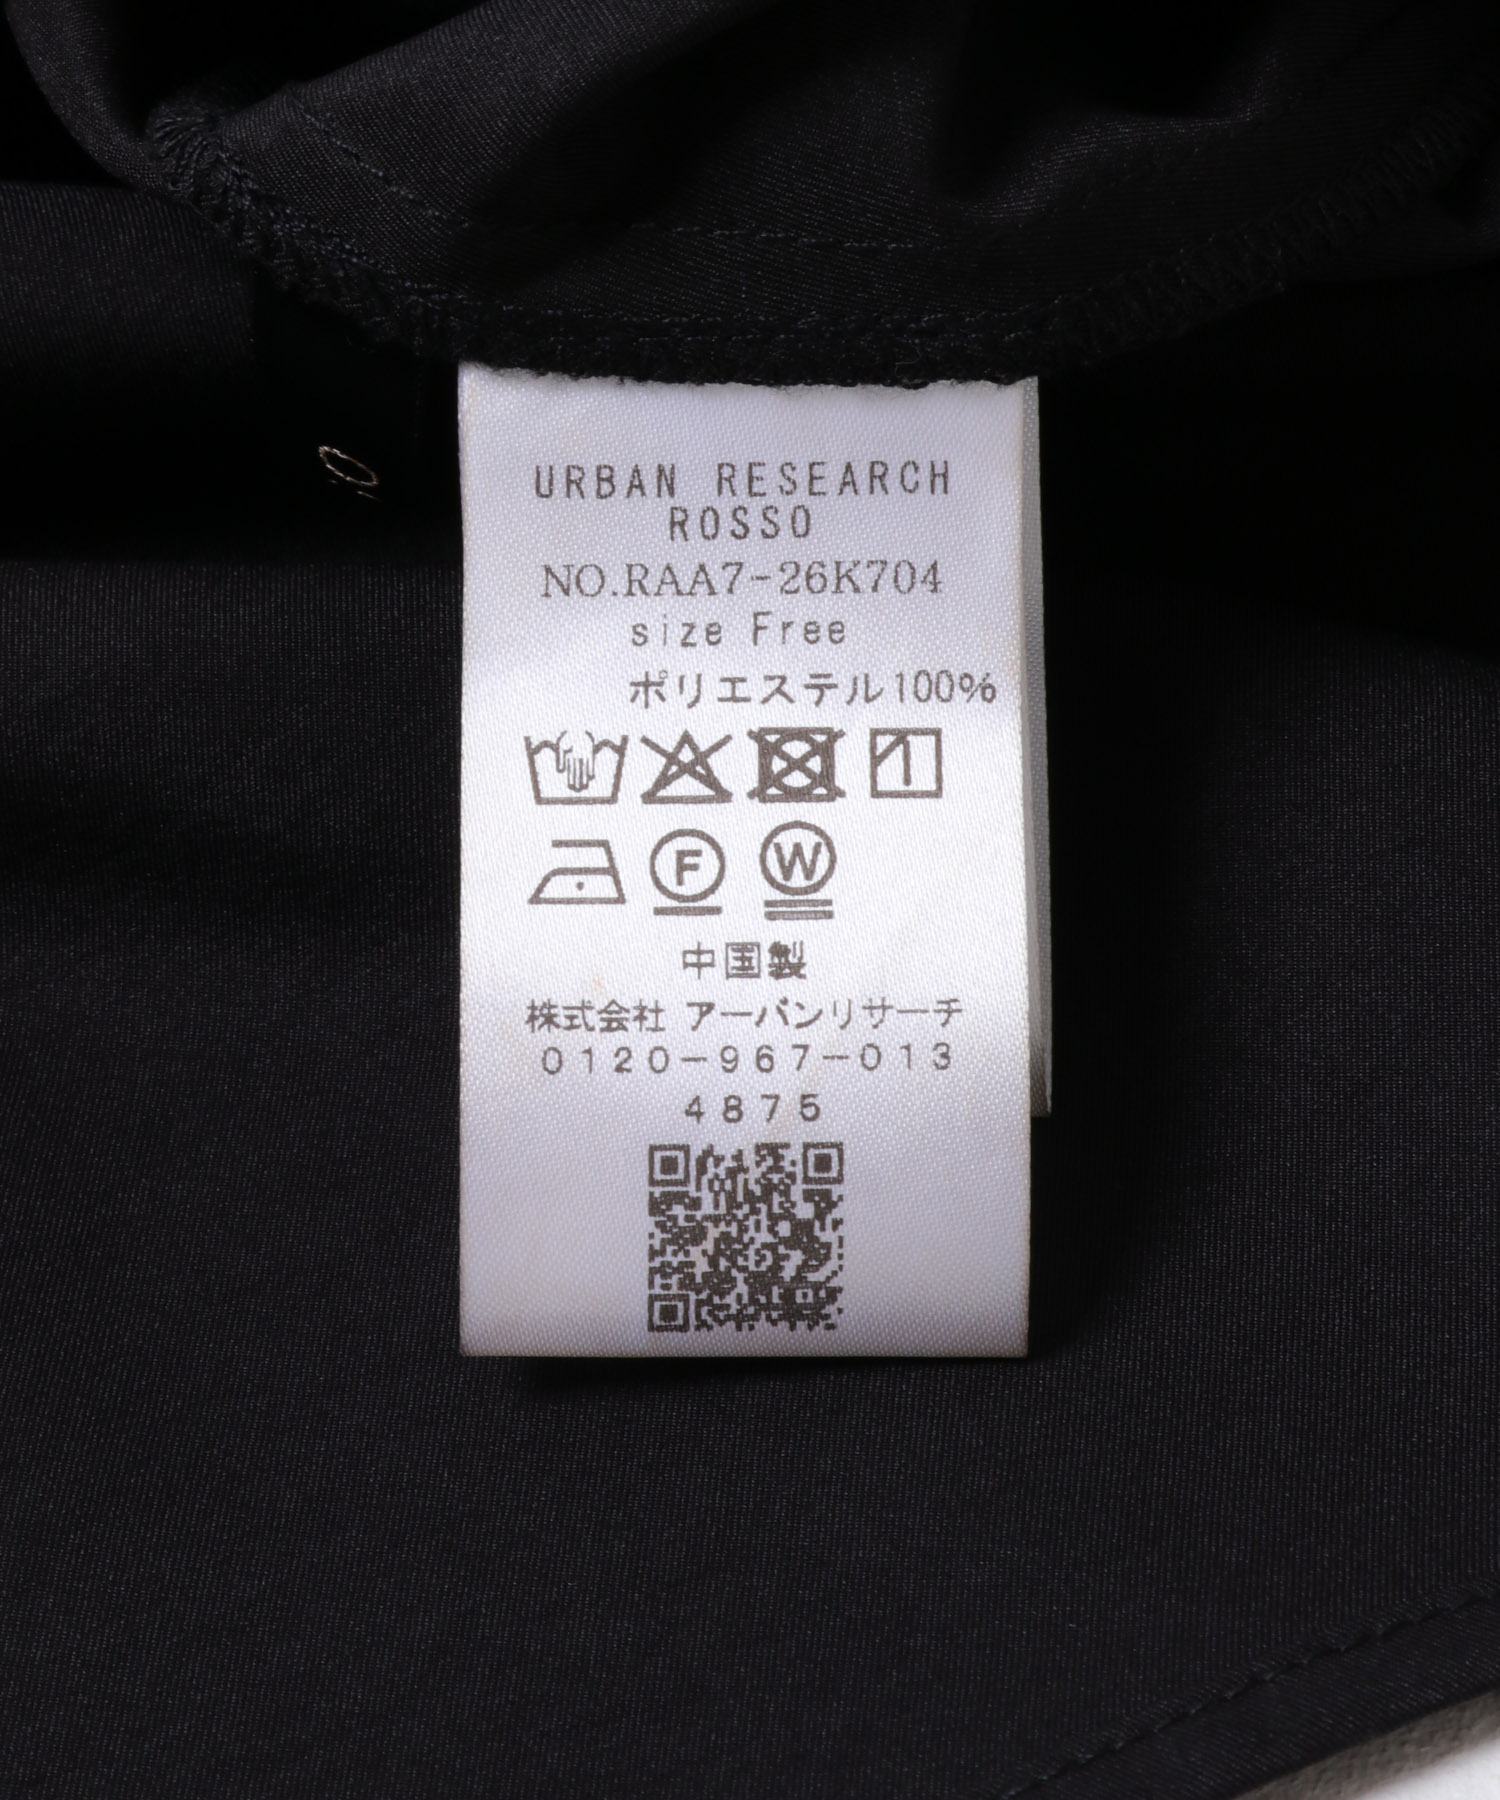 URBAN RESEARCH
ROSSO
NO.RAA7-26K704
size Free
ポリエステル100%
F W
中国製
株式会社 アーバンリサーチ
0120-967-013
4875